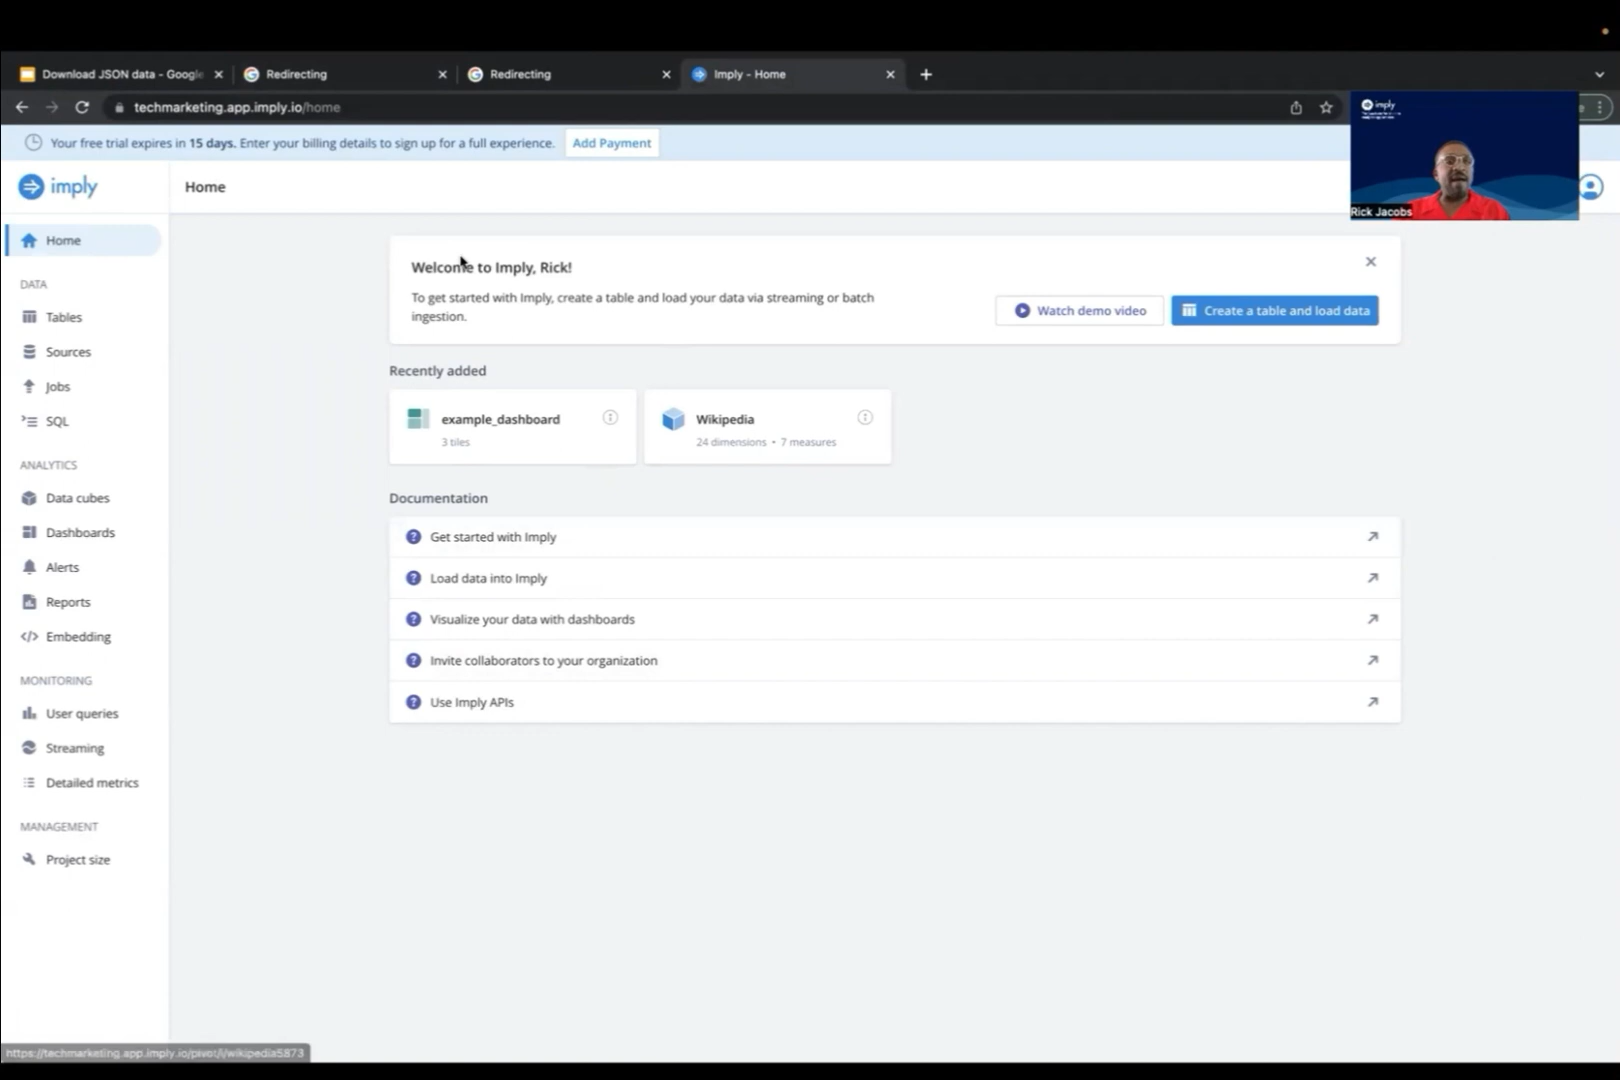 Download JSON data - Google
Redirecting
Redirecting
Imply - Home
techmarketing.app.imply.io/home
Your free trial expires in 15 days. Enter your billing details to sign up for a full experience.
Add Payment
imply
Rick Jacobs
imply
Home
Home
DATA
Tables
Sources
Jobs
SQL
ANALYTICS
Data cubes
Dashboards
Alerts
Reports
Embedding
MONITORING
User queries
Streaming
Detailed metrics
MANAGEMENT
Project size
Welcome to Imply, Rick!
To get started with Imply, create a table and load your data via streaming or batch
ingestion.
Watch demo video
Create a table and load data
Recently added
example_dashboard
3 tiles
Wikipedia
24 dimensions • 7 measures
Documentation
Get started with Imply
Load data into Imply
Visualize your data with dashboards
Invite collaborators to your organization
Use Imply APIs
https://techmarketing.app.imply.io/pivot/i/wikipedia5873